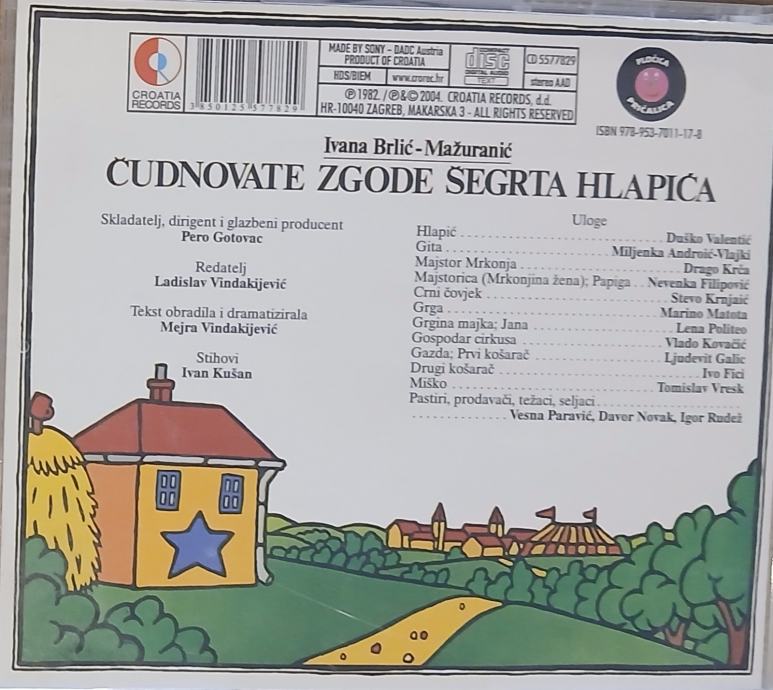 CROATIA
RECORDS
3 850125 577829
MADE BY SONY - DADC Austria
PRODUCT OF CROATIA
HDS/BIEM
www.crorec.hr
COMPACT
disc
DIGITAL AUDIO
TEXT
CD 5577829
stereo AAD
℗1982. /℗&© 2004. CROATIA RECORDS, d.d.
HR-10040 ZAGREB, MAKARSKA 3 - ALL RIGHTS RESERVED
PLOČICA
PRIČALICA
ISBN 978-953-7011-17-8
Ivana Brlić-Mažuranić
ČUDNOVATE ZGODE ŠEGRTA HLAPIĆA
Skladatelj, dirigent i glazbeni producent
Pero Gotovac
Redatelj
Ladislav Vindakijević
Tekst obradila i dramatizirala
Mejra Vindakijević
Stihovi
Ivan Kušan
Uloge
Hlapić ........ Duško Valentić
Gita ........ Miljenka Androić-Vlajki
Majstor Mrkonja ........ Drago Krča
Majstorica (Mrkonjina žena); Papiga .. Nevenka Filipović
Crni čovjek ........ Stevo Krnjaić
Grga ........ Marino Matota
Grgina majka; Jana ........ Lena Politeo
Gospodar cirkusa ........ Vlado Kovačić
Gazda; Prvi košarač ........ Ljudevit Galic
Drugi košarač ........ Ivo Fici
Miško ........ Tomislav Vresk
Pastiri, prodavači, težaci, seljaci ........
........ Vesna Paravić, Davor Novak, Igor Rudež